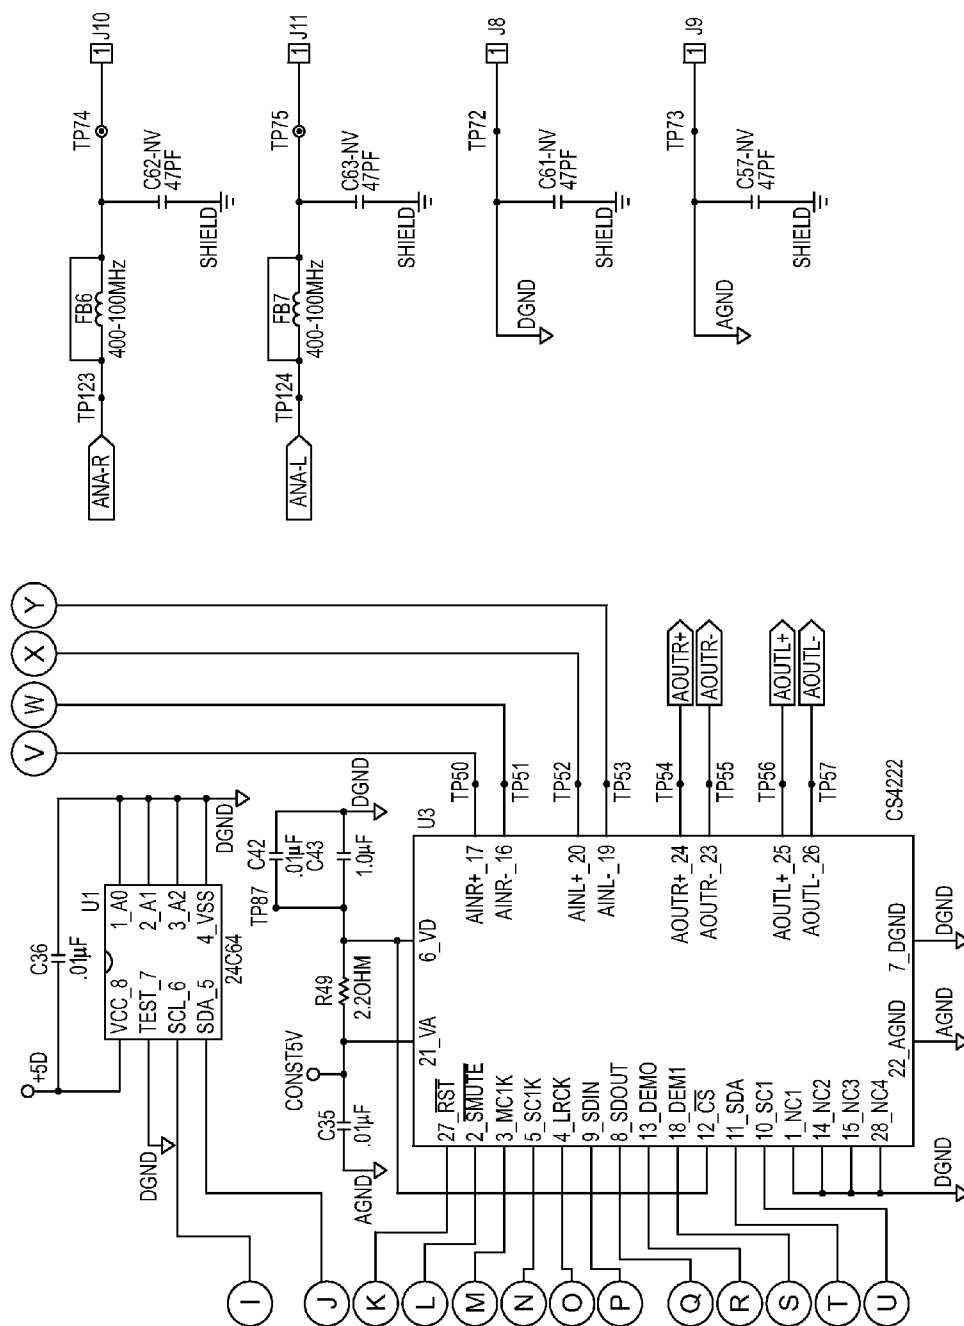 1 J10
TP74
C62-NV
47PF
SHIELD
FB6
400-100MHz
TP123
ANA-R
1 J11
TP75
C63-NV
47PF
SHIELD
FB7
400-100MHz
TP124
ANA-L
1 J8
TP72
C61-NV
47PF
SHIELD
DGND
1 J9
TP73
C57-NV
47PF
SHIELD
AGND
V
W
X
Y
+5D
C36
.01µF
U1
VCC_8
TEST_7
SCL_6
SDA_5
1_A0
2_A1
3_A2
4_VSS
24C64
DGND
DGND
I
J
CONST5V
C35
.01µF
AGND
R49
2.2OHM
TP87
C42
.01µF
C43
1.0µF
DGND
U3
21_VA
6_VD
27_RST
2_SMUTE
3_MC1K
5_SC1K
4_LRCK
9_SDIN
8_SDOUT
13_DEMO
18_DEM1
12_CS
11_SDA
10_SC1
1_NC1
14_NC2
15_NC3
28_NC4
AINR+_17
AINR-_16
AINL+_20
AINL-_19
AOUTR+_24
AOUTR-_23
AOUTL+_25
AOUTL-_26
22_AGND
7_DGND
TP50
TP51
TP52
TP53
TP54
TP55
TP56
TP57
AOUTR+
AOUTR-
AOUTL+
AOUTL-
CS4222
DGND
AGND
DGND
K
L
M
N
O
P
Q
R
S
T
U